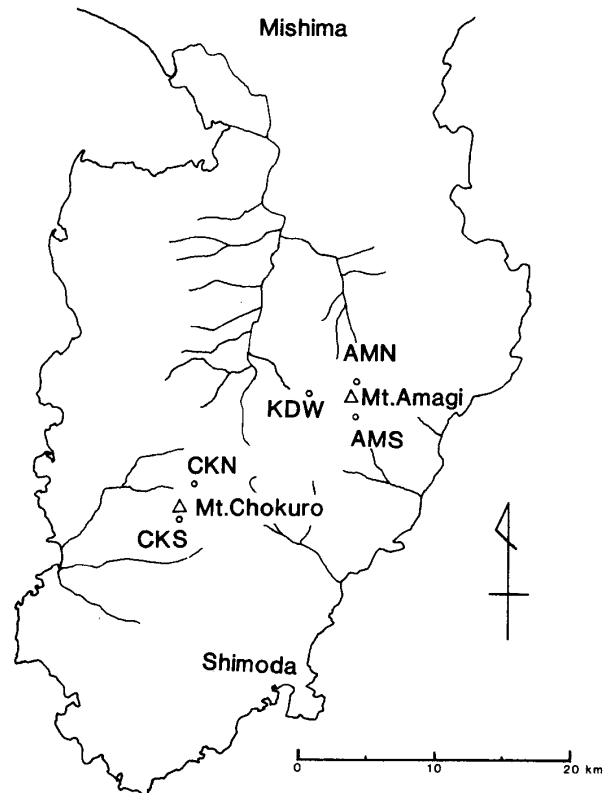 Mishima
AMN
Mt.Amagi
KDW
AMS
CKN
Mt.Chokuro
CKS
Shimoda
0 10 20 km